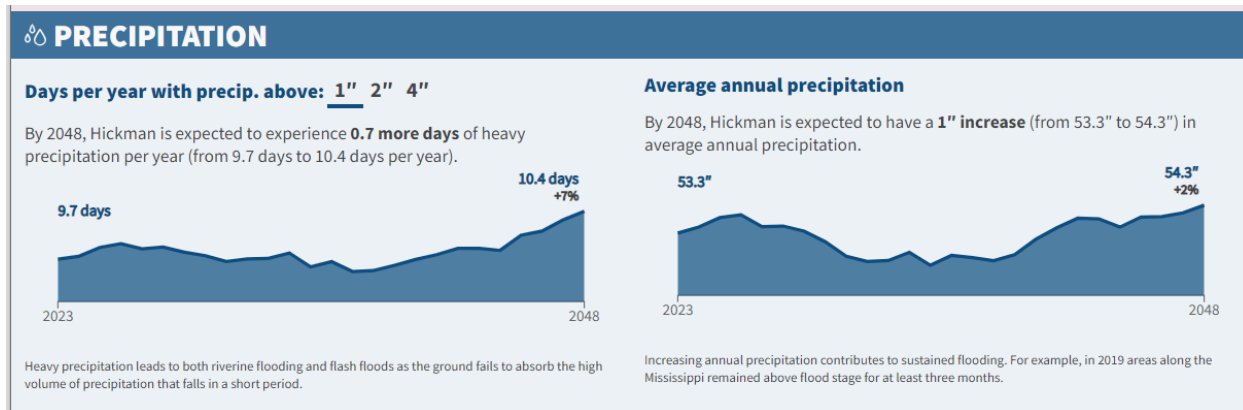 PRECIPITATION
Days per year with precip. above: 1″ 2″ 4″
By 2048, Hickman is expected to experience 0.7 more days of heavy
precipitation per year (from 9.7 days to 10.4 days per year).
9.7 days
10.4 days
+7%
2023
2048
Heavy precipitation leads to both riverine flooding and flash floods as the ground fails to absorb the high
volume of precipitation that falls in a short period.
Average annual precipitation
By 2048, Hickman is expected to have a 1″ increase (from 53.3″ to 54.3″) in
average annual precipitation.
53.3″
54.3″
+2%
2023
2048
Increasing annual precipitation contributes to sustained flooding. For example, in 2019 areas along the
Mississippi remained above flood stage for at least three months.